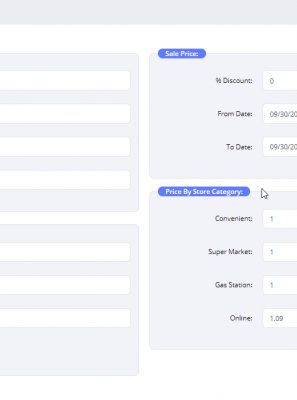 Sale Price:
% Discount: 0
From Date: 09/30/20
To Date: 09/30/20
Price By Store Category:
Convenient: 1
Super Market: 1
Gas Station: 1
Online: 1.09